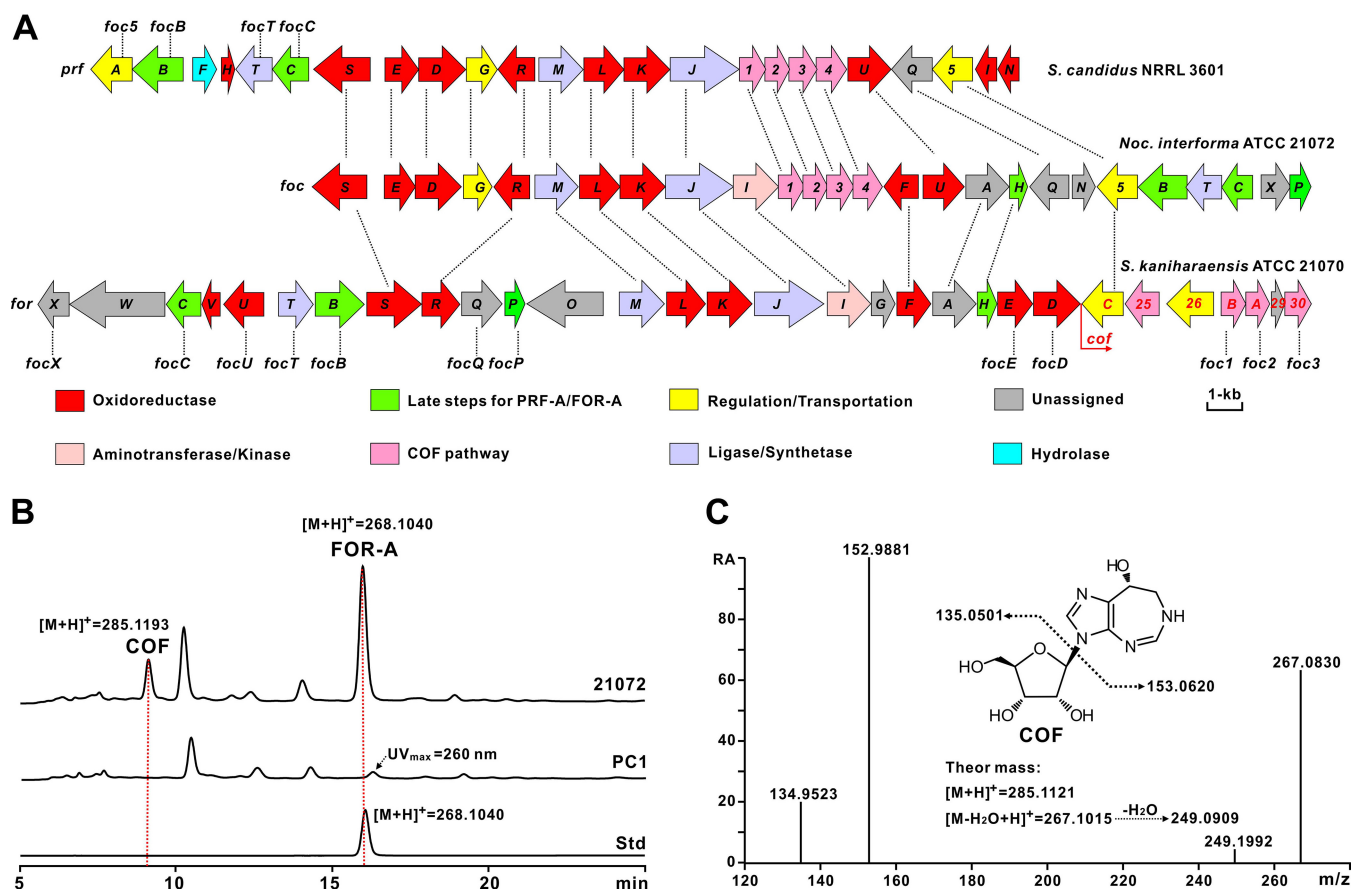 A
foc5 focB focT focC
prf A B F H T C S E D G R M L K J 1 2 3 4 U Q 5 I N
S. candidus NRRL 3601
Noc. interforma ATCC 21072
foc S E D G R M L K J I 1 2 3 4 F U A H Q N 5 B T C X P
S. kaniharaensis ATCC 21070
for X W C V U T B S R Q P O M L K J I G F A H E D C 25 26 B A 29 30
cof
focX focC focU focT focB focQ focP focE focD foc1 foc2 foc3
Oxidoreductase Late steps for PRF-A/FOR-A Regulation/Transportation Unassigned
1-kb
Aminotransferase/Kinase COF pathway Ligase/Synthetase Hydrolase
B
[M+H]+=268.1040
FOR-A
[M+H]+=285.1193
COF
21072
UVmax=260 nm
PC1
[M+H]+=268.1040
Std
5 10 15 20 min
C
RA
80
60
40
20
0
152.9881
134.9523
267.0830
249.1992
HO
N
N
NH
N
O
HO
HO OH
135.0501
153.0620
COF
Theor mass:
[M+H]+=285.1121
[M-H2O+H]+=267.1015 -H2O 249.0909
120 140 160 180 200 220 240 260 m/z